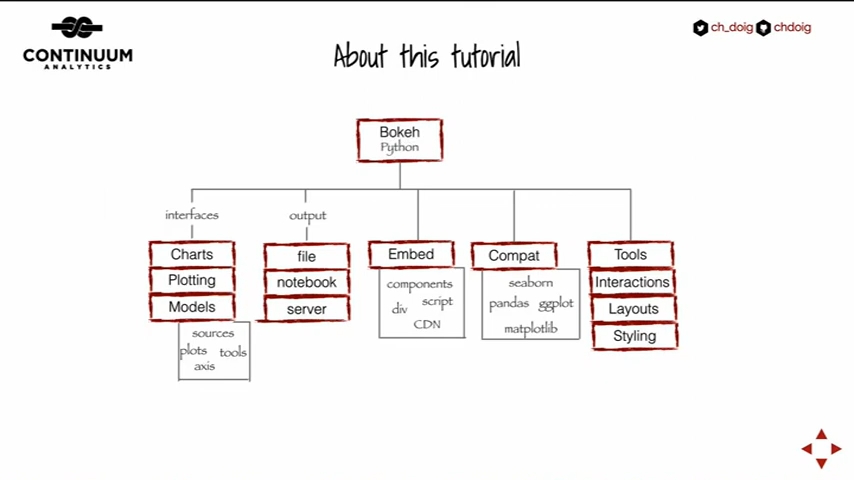 CONTINUUM
ANALYTICS
ch_doig chdoig
About this tutorial
Bokeh
Python
interfaces
Charts
Plotting
Models
sources
plots tools
axis
output
file
notebook
server
Embed
components
div script
CDN
Compat
seaborn
pandas ggplot
matplotlib
Tools
Interactions
Layouts
Styling